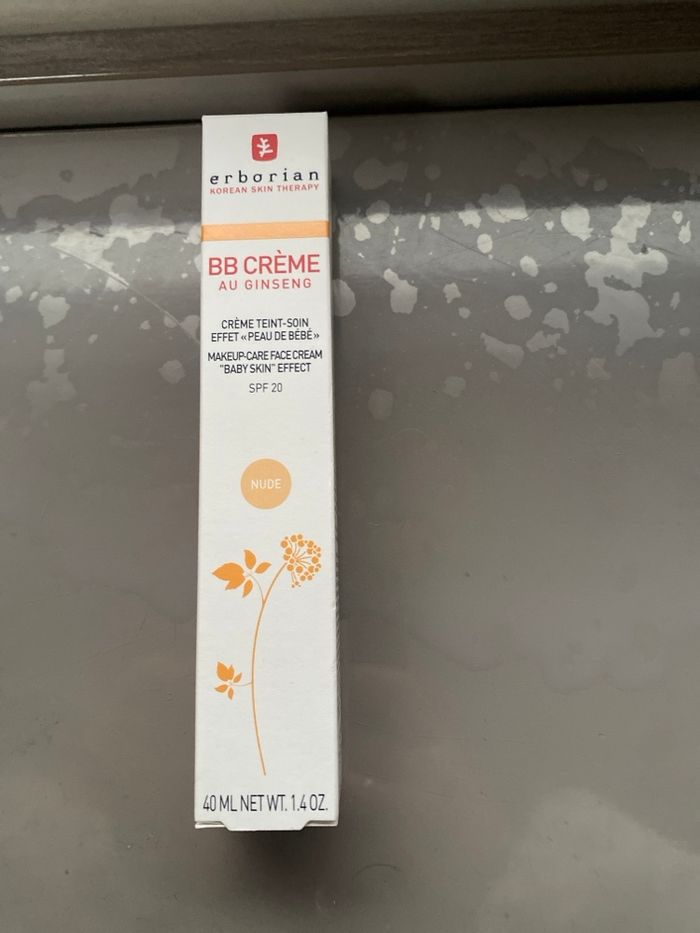 erborian
KOREAN SKIN THERAPY
BB CRÈME
AU GINSENG
CRÈME TEINT-SOIN
EFFET «PEAU DE BÉBÉ»
MAKEUP-CARE FACE CREAM
"BABY SKIN" EFFECT
SPF 20
NUDE
40 ML NET WT. 1.4 OZ.